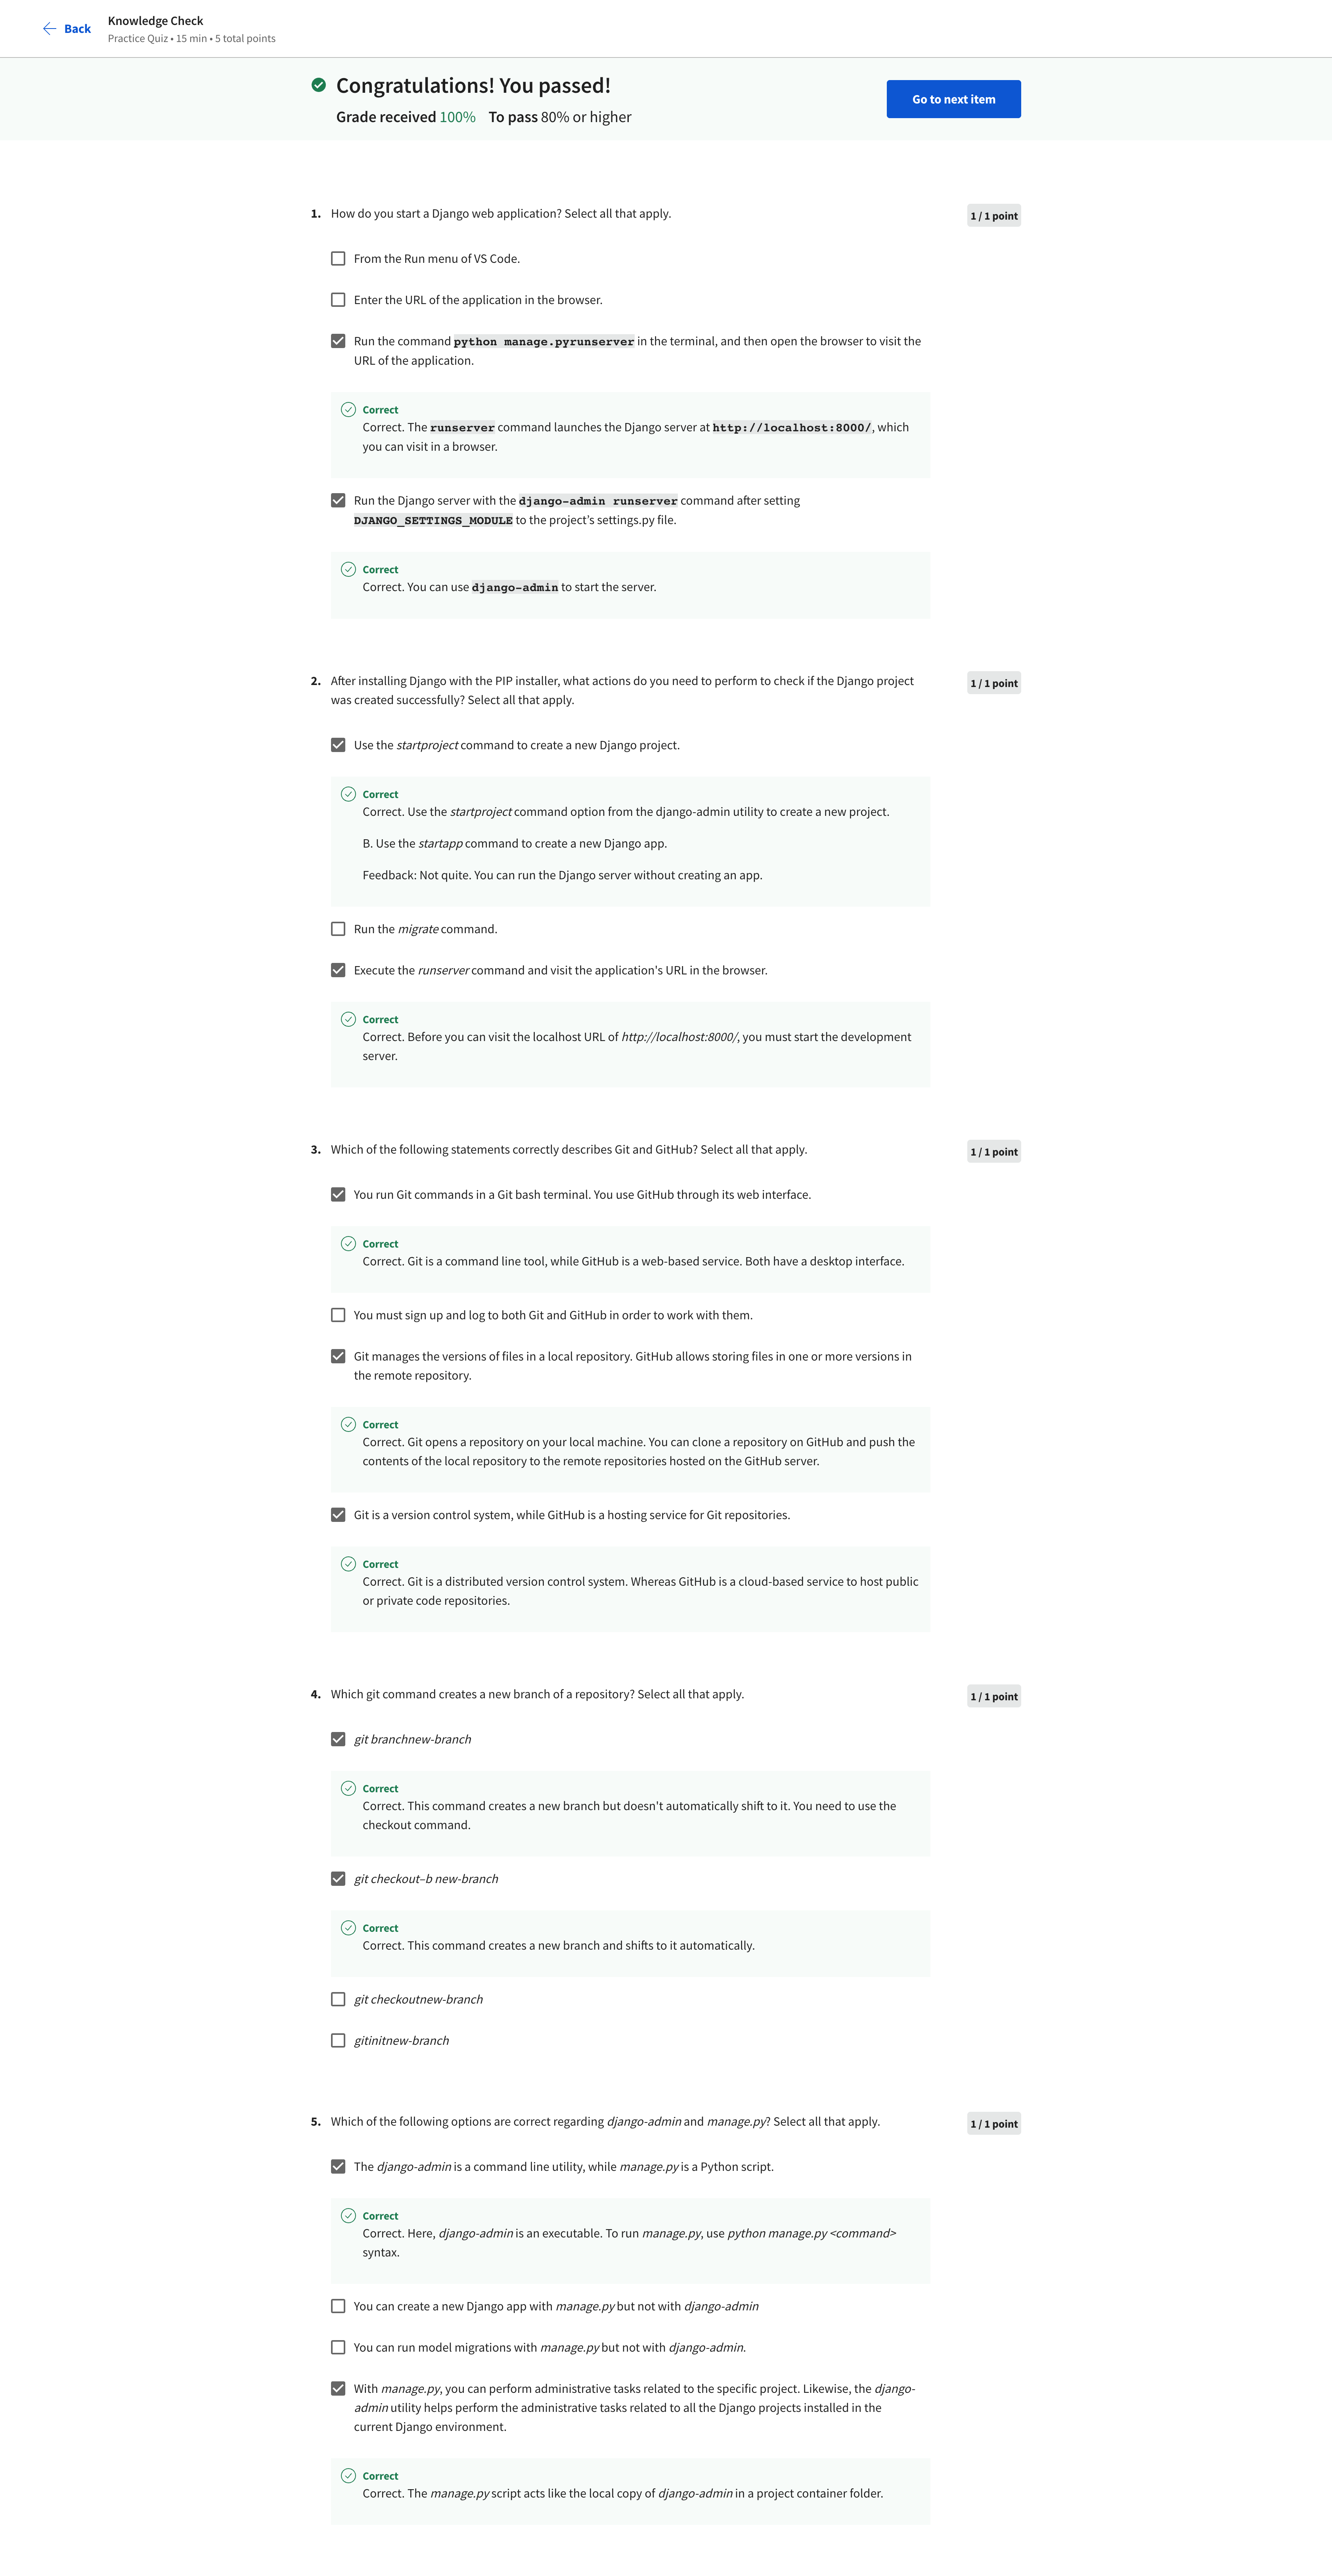 Back
Knowledge Check
Practice Quiz • 15 min • 5 total points
Congratulations! You passed!
Grade received 100% To pass 80% or higher
Go to next item
1. How do you start a Django web application? Select all that apply.
1 / 1 point
From the Run menu of VS Code.
Enter the URL of the application in the browser.
Run the command python manage.pyrunserver in the terminal, and then open the browser to visit the
URL of the application.
Correct
Correct. The runserver command launches the Django server at http://localhost:8000/, which
you can visit in a browser.
Run the Django server with the django-admin runserver command after setting
DJANGO_SETTINGS_MODULE to the project’s settings.py file.
Correct
Correct. You can use django-admin to start the server.
2. After installing Django with the PIP installer, what actions do you need to perform to check if the Django project
was created successfully? Select all that apply.
1 / 1 point
Use the startproject command to create a new Django project.
Correct
Correct. Use the startproject command option from the django-admin utility to create a new project.
B. Use the startapp command to create a new Django app.
Feedback: Not quite. You can run the Django server without creating an app.
Run the migrate command.
Execute the runserver command and visit the application's URL in the browser.
Correct
Correct. Before you can visit the localhost URL of http://localhost:8000/, you must start the development
server.
3. Which of the following statements correctly describes Git and GitHub? Select all that apply.
1 / 1 point
You run Git commands in a Git bash terminal. You use GitHub through its web interface.
Correct
Correct. Git is a command line tool, while GitHub is a web-based service. Both have a desktop interface.
You must sign up and log to both Git and GitHub in order to work with them.
Git manages the versions of files in a local repository. GitHub allows storing files in one or more versions in
the remote repository.
Correct
Correct. Git opens a repository on your local machine. You can clone a repository on GitHub and push the
contents of the local repository to the remote repositories hosted on the GitHub server.
Git is a version control system, while GitHub is a hosting service for Git repositories.
Correct
Correct. Git is a distributed version control system. Whereas GitHub is a cloud-based service to host public
or private code repositories.
4. Which git command creates a new branch of a repository? Select all that apply.
1 / 1 point
git branchnew-branch
Correct
Correct. This command creates a new branch but doesn't automatically shift to it. You need to use the
checkout command.
git checkout–b new-branch
Correct
Correct. This command creates a new branch and shifts to it automatically.
git checkoutnew-branch
gitinitnew-branch
5. Which of the following options are correct regarding django-admin and manage.py? Select all that apply.
1 / 1 point
The django-admin is a command line utility, while manage.py is a Python script.
Correct
Correct. Here, django-admin is an executable. To run manage.py, use python manage.py <command>
syntax.
You can create a new Django app with manage.py but not with django-admin
You can run model migrations with manage.py but not with django-admin.
With manage.py, you can perform administrative tasks related to the specific project. Likewise, the django-
admin utility helps perform the administrative tasks related to all the Django projects installed in the
current Django environment.
Correct
Correct. The manage.py script acts like the local copy of django-admin in a project container folder.